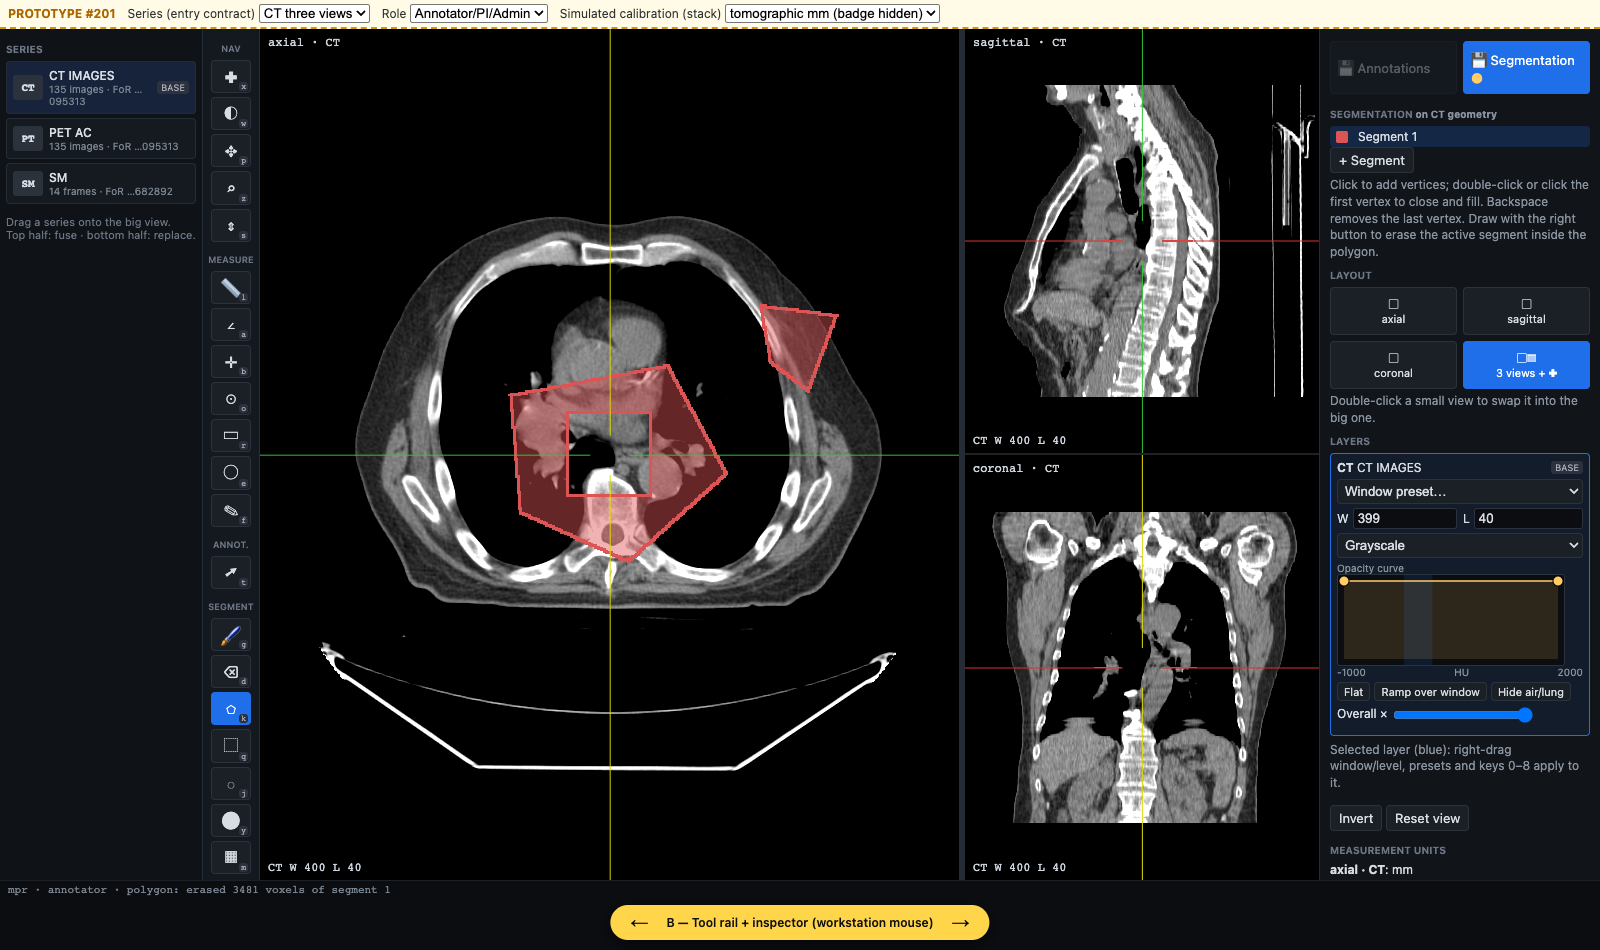 PROTOTYPE #201 Series (entry contract) CT three views Role Annotator/PI/Admin Simulated calibration (stack) tomographic mm (badge hidden)
SERIES
CT CT IMAGES
135 images · FoR ...
095313
BASE
PT PET AC
135 images · FoR ...095313
SM SM
14 frames · FoR ...682892
Drag a series onto the big view.
Top half: fuse · bottom half: replace.
NAV
x
w
p
z
s
MEASURE
l
a
b
o
r
e
f
ANNOT.
t
SEGMENT
g
d
k
q
j
y
m
axial · CT
CT W 400 L 40
sagittal · CT
CT W 400 L 40
coronal · CT
CT W 400 L 40
Annotations
Segmentation
SEGMENTATION on CT geometry
Segment 1
+ Segment
Click to add vertices; double-click or click the
first vertex to close and fill. Backspace
removes the last vertex. Draw with the right
button to erase the active segment inside the
polygon.
LAYOUT
axial
sagittal
coronal
3 views +
Double-click a small view to swap it into the
big one.
LAYERS
CT CT IMAGES BASE
Window preset...
W 399 L 40
Grayscale
Opacity curve
-1000 HU 2000
Flat Ramp over window Hide air/lung
Overall ×
Selected layer (blue): right-drag
window/level, presets and keys 0–8 apply to
it.
Invert Reset view
MEASUREMENT UNITS
axial · CT: mm
mpr · annotator · polygon: erased 3481 voxels of segment 1
← B — Tool rail + inspector (workstation mouse) →